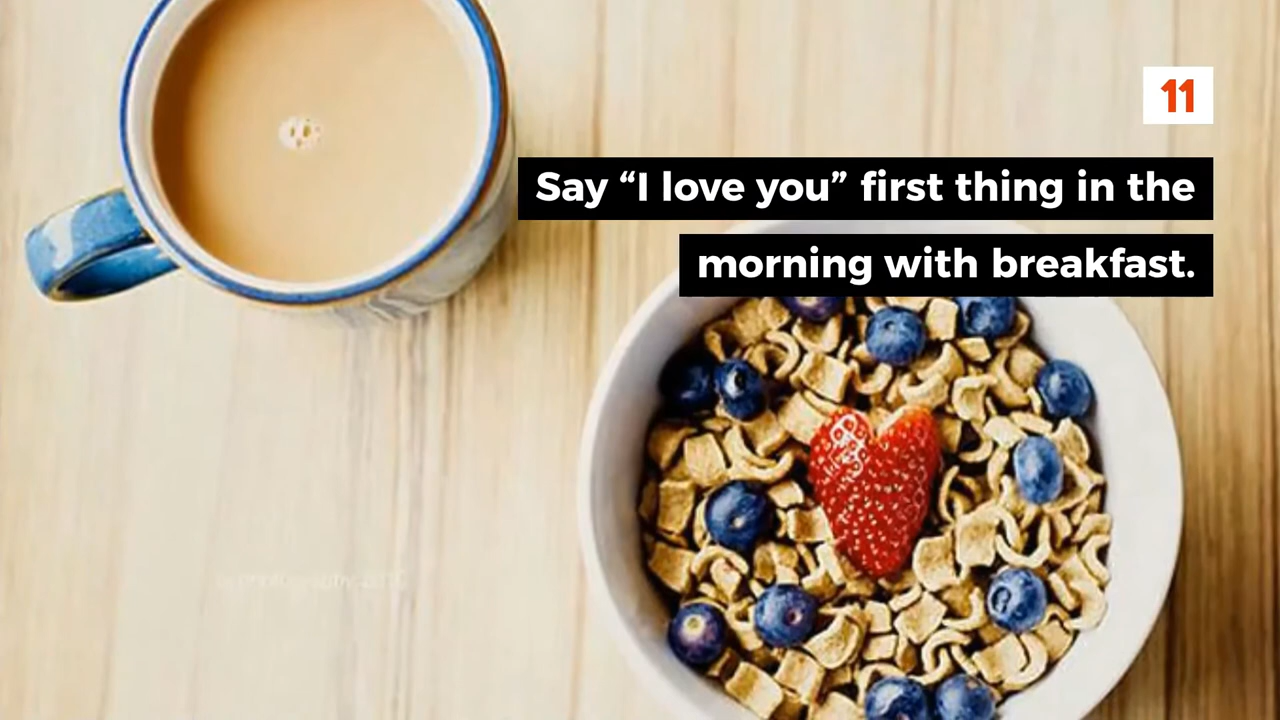 11
Say “I love you” first thing in the
morning with breakfast.